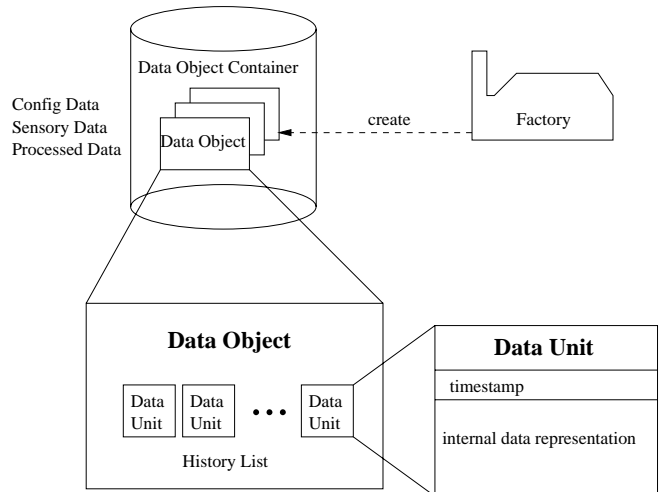 Data Object Container
Config Data
Sensory Data
Processed Data
Data Object
create
Factory
Data Object
Data
Unit
Data
Unit
Data
Unit
History List
Data Unit
timestamp
internal data representation